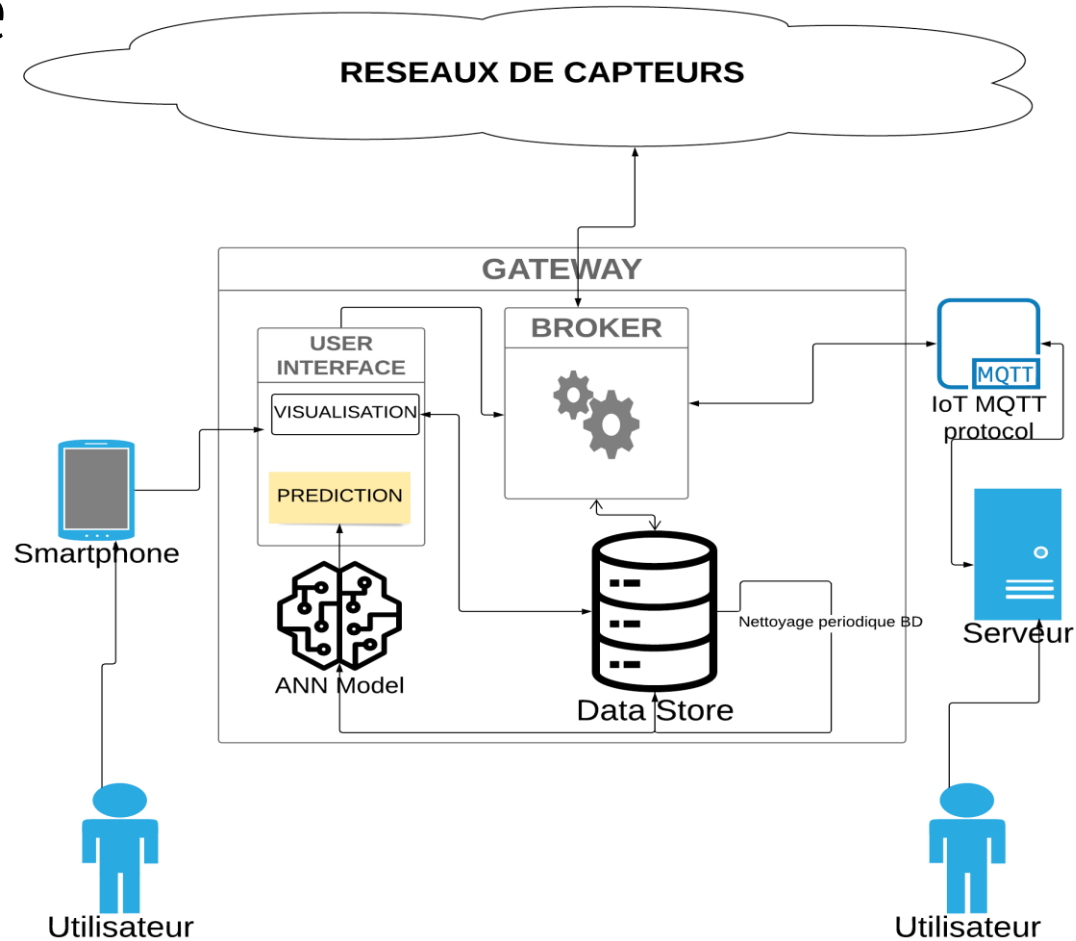 e
RESEAUX DE CAPTEURS
GATEWAY
BROKER
USER
INTERFACE
VISUALISATION
PREDICTION
MQTT
IoT MQTT
protocol
Smartphone
ANN Model
Nettoyage periodique BD
Data Store
Serveur
Utilisateur
Utilisateur